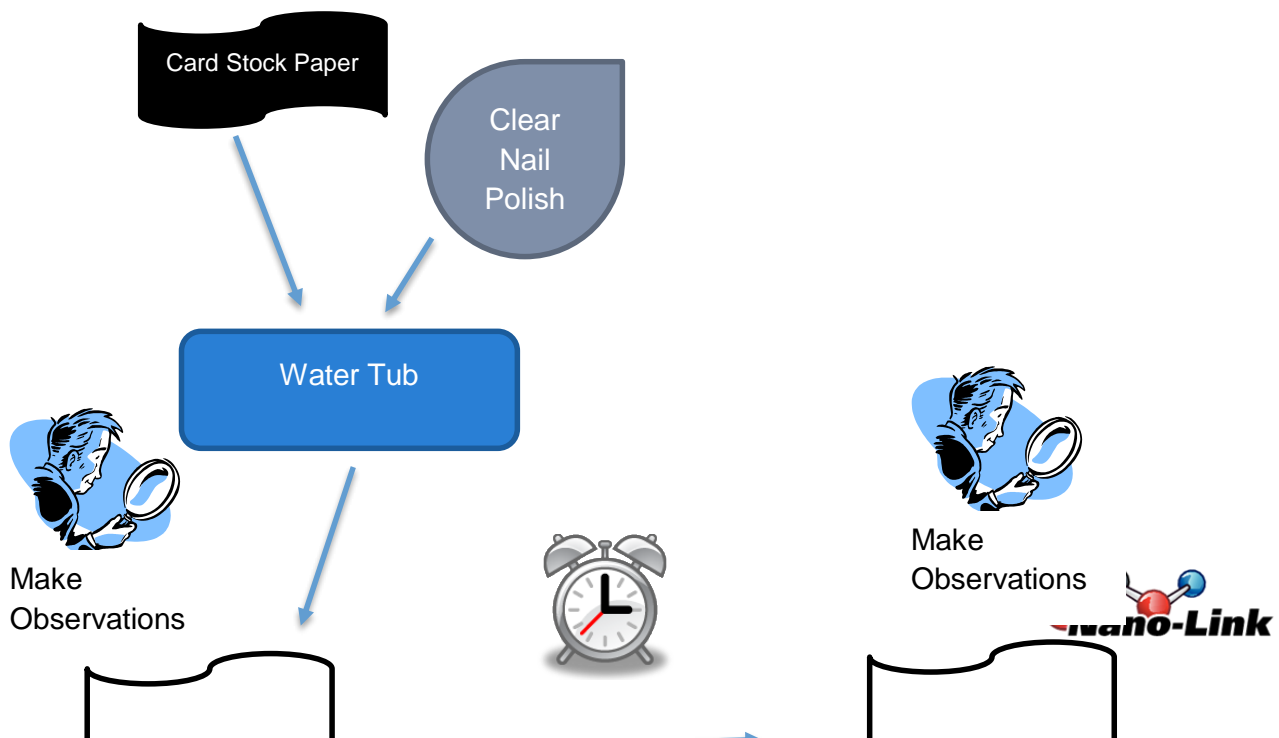 Card Stock Paper
Clear
Nail
Polish
Water Tub
Make
Observations
Make
Observations
Nano-Link